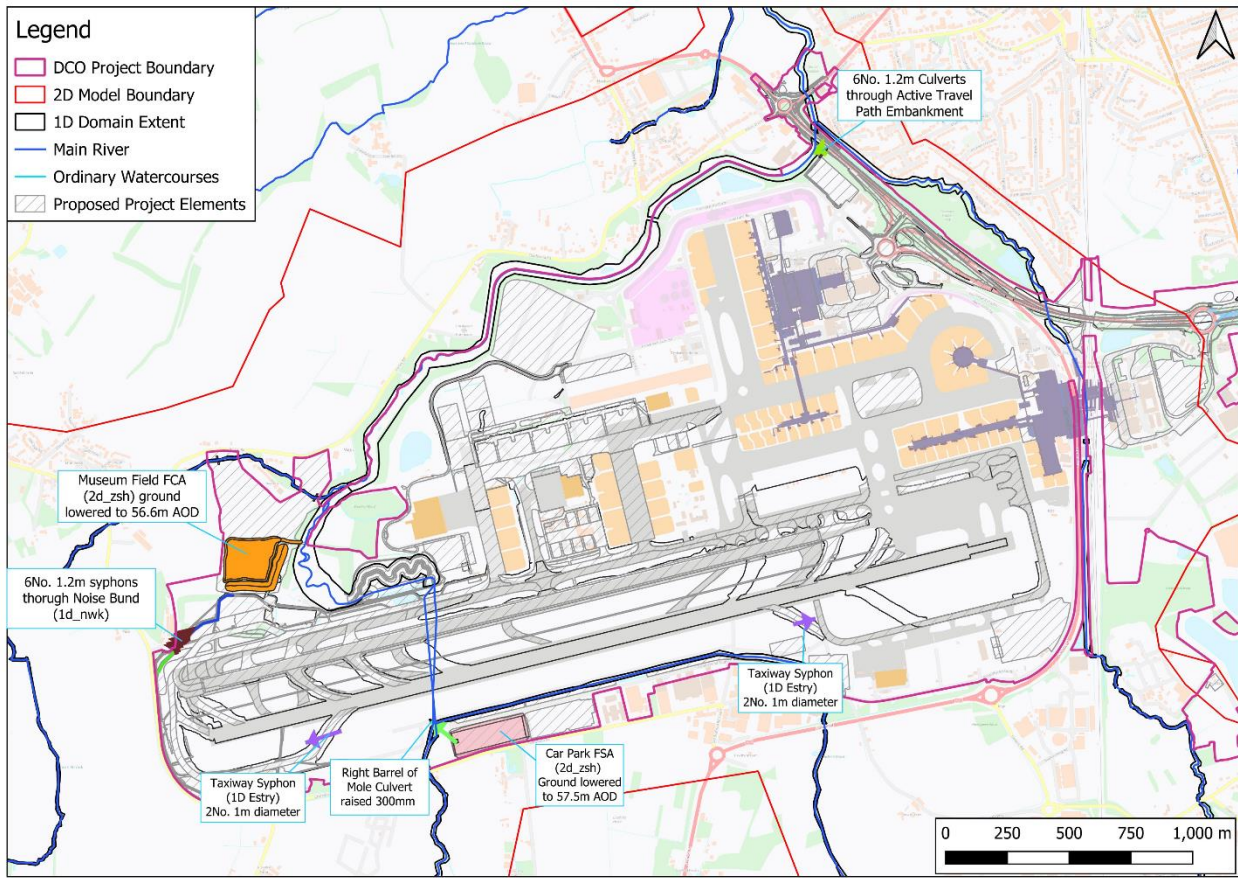 Legend
DCO Project Boundary
2D Model Boundary
1D Domain Extent
Main River
Ordinary Watercourses
Proposed Project Elements
6No. 1.2m Culverts
through Active Travel
Path Embankment
Museum Field FCA
(2d_zsh) ground
lowered to 56.6m AOD
6No. 1.2m syphons
thorugh Noise Bund
(1d_nwk)
Taxiway Syphon
(1D Estry)
2No. 1m diameter
Right Barrel of
Mole Culvert
raised 300mm
Car Park FSA
(2d_zsh)
Ground lowered
to 57.5m AOD
Taxiway Syphon
(1D Estry)
2No. 1m diameter
0 250 500 750 1,000 m